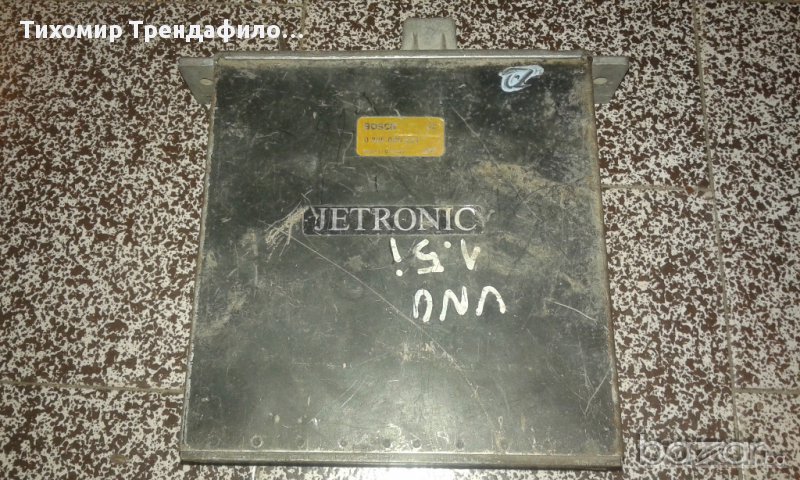 Тихомир Трендафило...
BOSCH
JETRONIC
UNO
1.5i
bazar